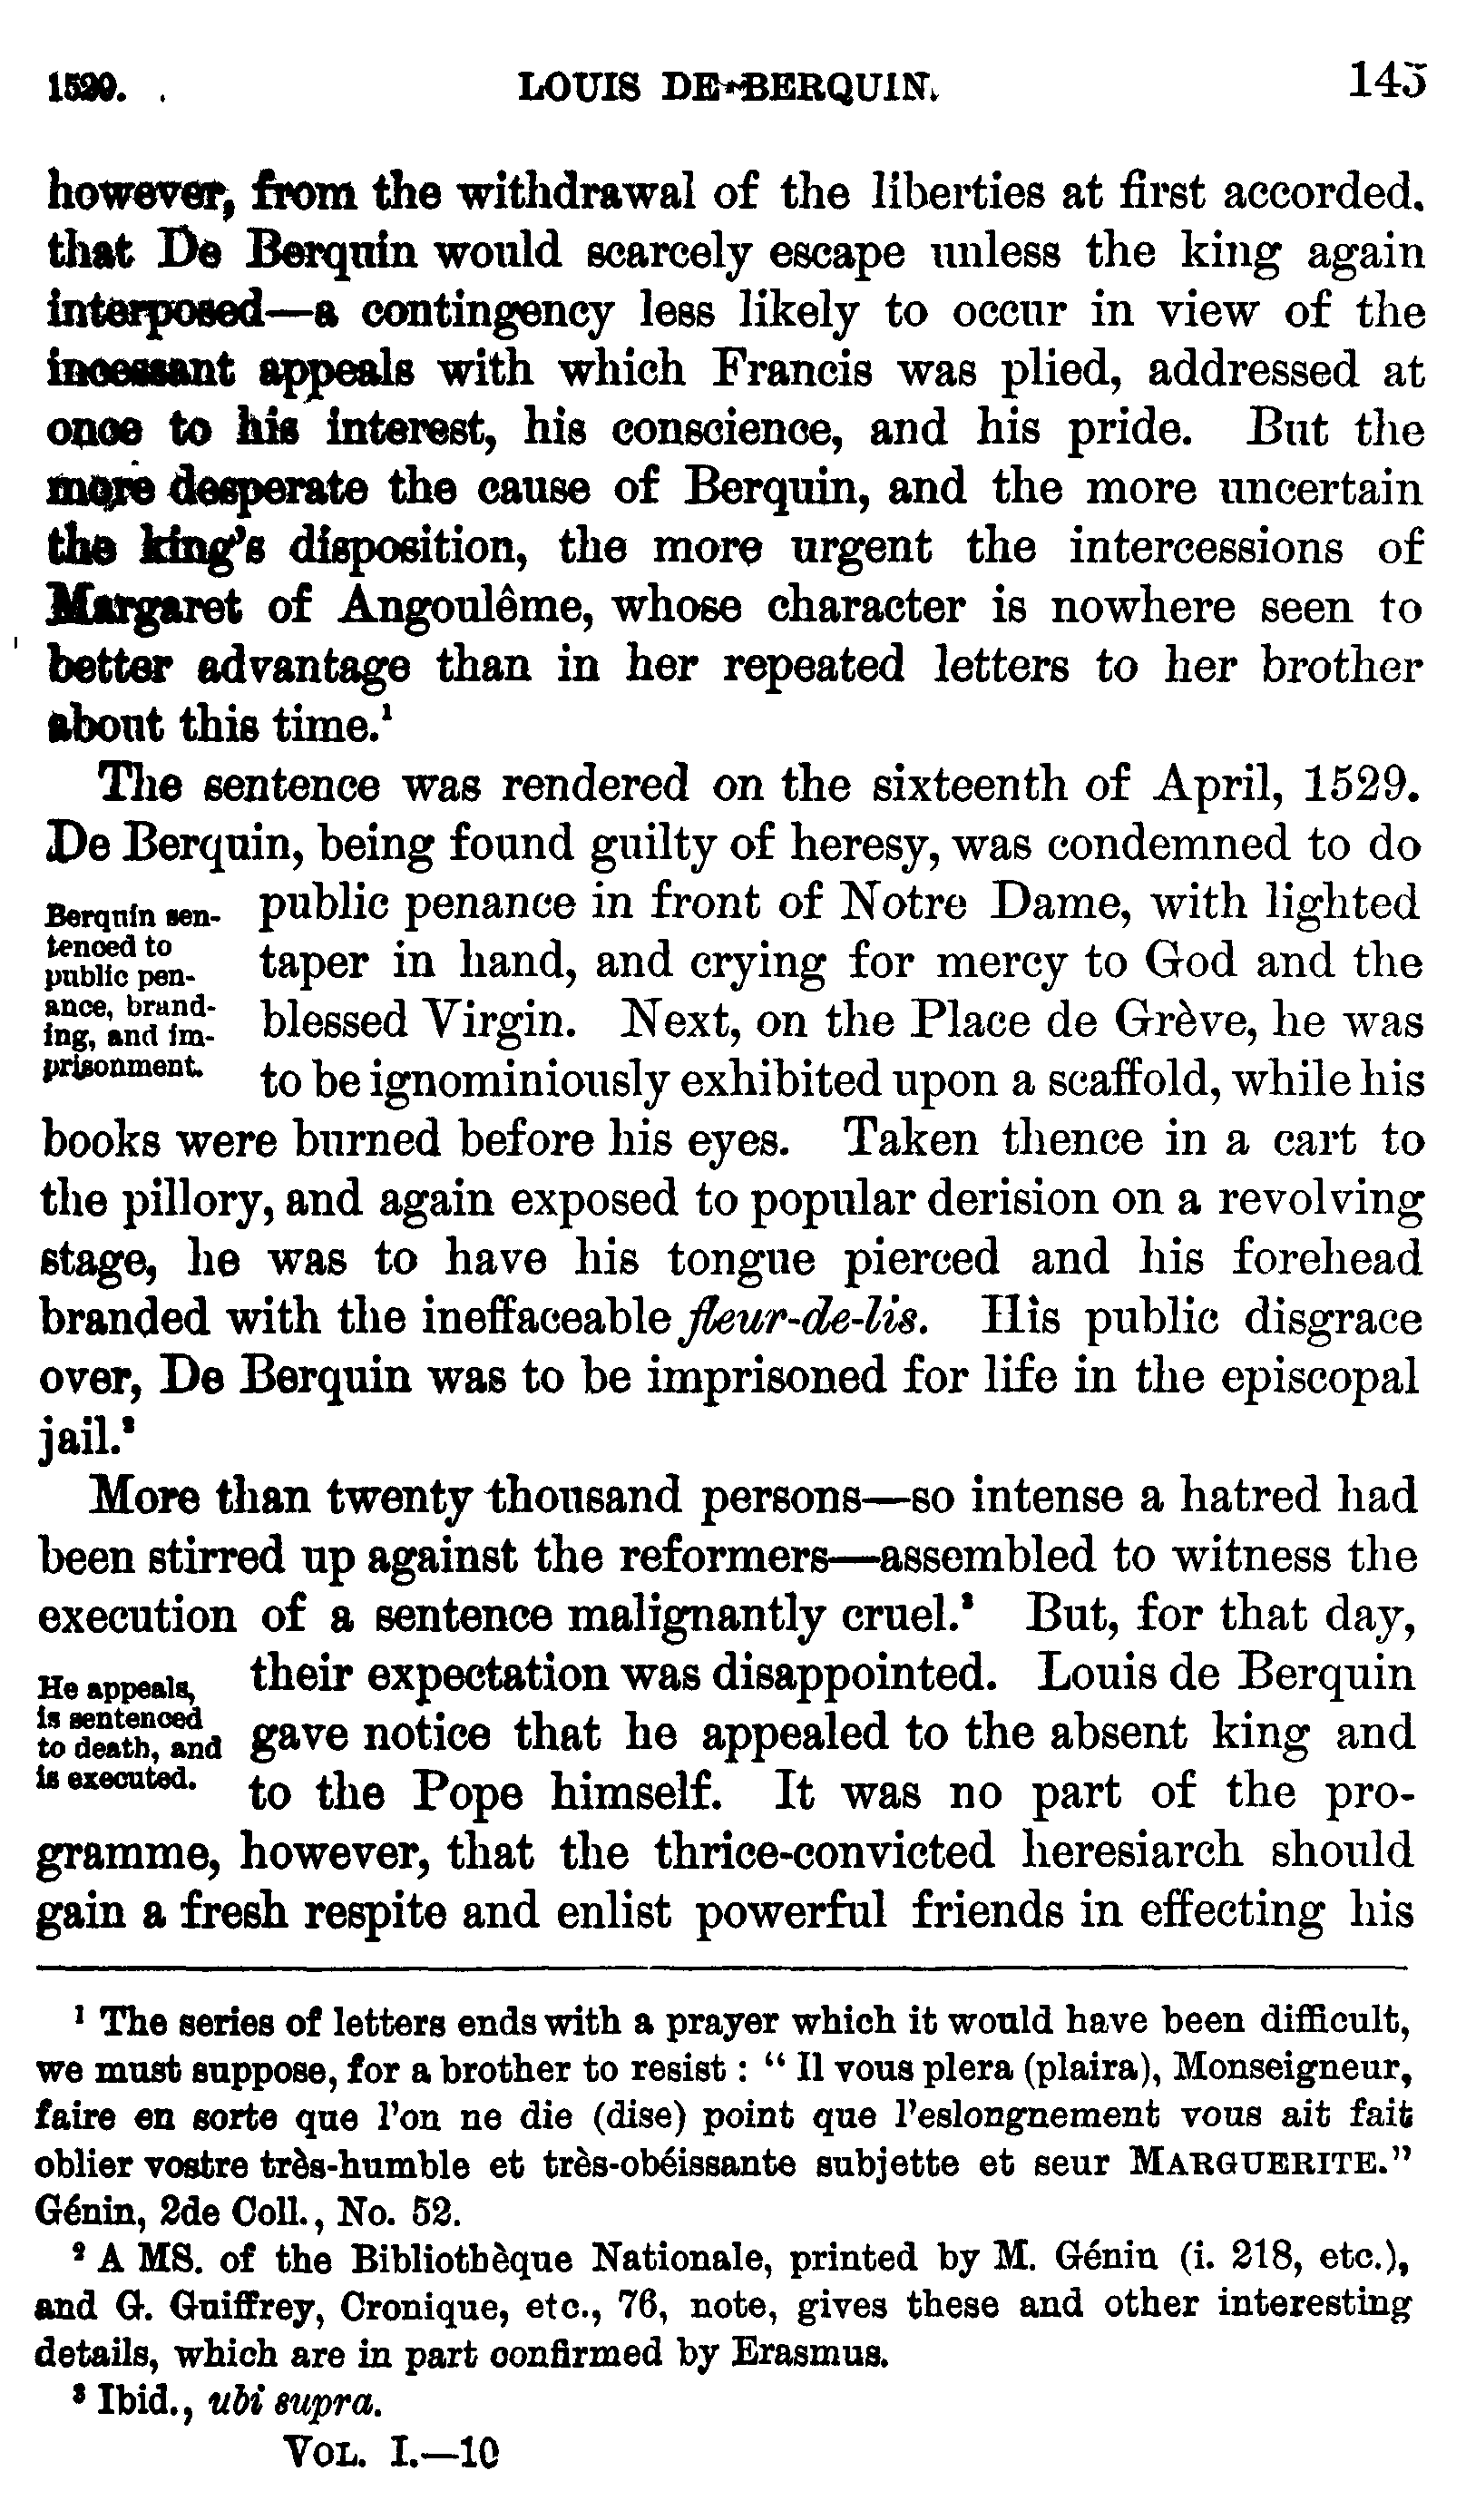 1529. LOUIS DE BERQUIN. 145
however, from the withdrawal of the liberties at first accorded.
that De Berquin would scarcely escape unless the king again
interposed—a contingency less likely to occur in view of the
incessant appeals with which Francis was plied, addressed at
once to his interest, his conscience, and his pride. But the
more desperate the cause of Berquin, and the more uncertain
the king's disposition, the more urgent the intercessions of
Margaret of Angoulême, whose character is nowhere seen to
better advantage than in her repeated letters to her brother
about this time.¹
The sentence was rendered on the sixteenth of April, 1529.
De Berquin, being found guilty of heresy, was condemned to do
Berquin sen-
tenced to
public pen-
ance, brand-
ing, and im-
prisonment.
public penance in front of Notre Dame, with lighted
taper in hand, and crying for mercy to God and the
blessed Virgin. Next, on the Place de Grève, he was
to be ignominiously exhibited upon a scaffold, while his
books were burned before his eyes. Taken thence in a cart to
the pillory, and again exposed to popular derision on a revolving
stage, he was to have his tongue pierced and his forehead
branded with the ineffaceable fleur-de-lis. His public disgrace
over, De Berquin was to be imprisoned for life in the episcopal
jail.²
More than twenty thousand persons—so intense a hatred had
been stirred up against the reformers—assembled to witness the
execution of a sentence malignantly cruel.³ But, for that day,
He appeals,
is sentenced
to death, and
is executed.
their expectation was disappointed. Louis de Berquin
gave notice that he appealed to the absent king and
to the Pope himself. It was no part of the pro-
gramme, however, that the thrice-convicted heresiarch should
gain a fresh respite and enlist powerful friends in effecting his
¹ The series of letters ends with a prayer which it would have been difficult,
we must suppose, for a brother to resist : " Il vous plera (plaira), Monseigneur,
faire en sorte que l'on ne die (dise) point que l'eslongnement vous ait fait
oblier vostre très-humble et très-obéissante subjette et seur MARGUERITE."
Génin, 2de Coll., No. 52.
² A MS. of the Bibliothèque Nationale, printed by M. Génin (i. 218, etc.),
and G. Guiffrey, Cronique, etc., 76, note, gives these and other interesting
details, which are in part confirmed by Erasmus.
³ Ibid., ubi supra.
VOL. I.—10